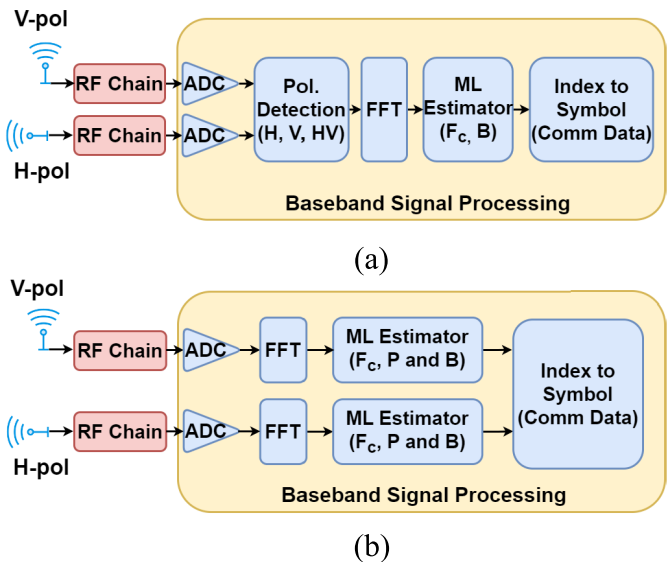 V-pol
RF Chain
ADC
H-pol
RF Chain
ADC
Pol.
Detection
(H, V, HV)
FFT
ML
Estimator
(Fc, B)
Index to
Symbol
(Comm Data)
Baseband Signal Processing
(a)
V-pol
RF Chain
ADC
FFT
ML Estimator
(Fc, P and B)
H-pol
RF Chain
ADC
FFT
ML Estimator
(Fc, P and B)
Index to
Symbol
(Comm Data)
Baseband Signal Processing
(b)